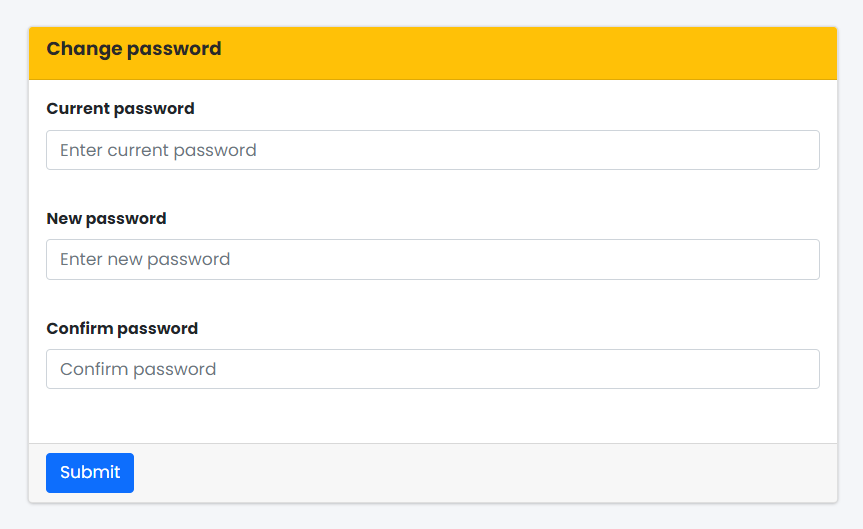 Change password
Current password
Enter current password
New password
Enter new password
Confirm password
Confirm password
Submit